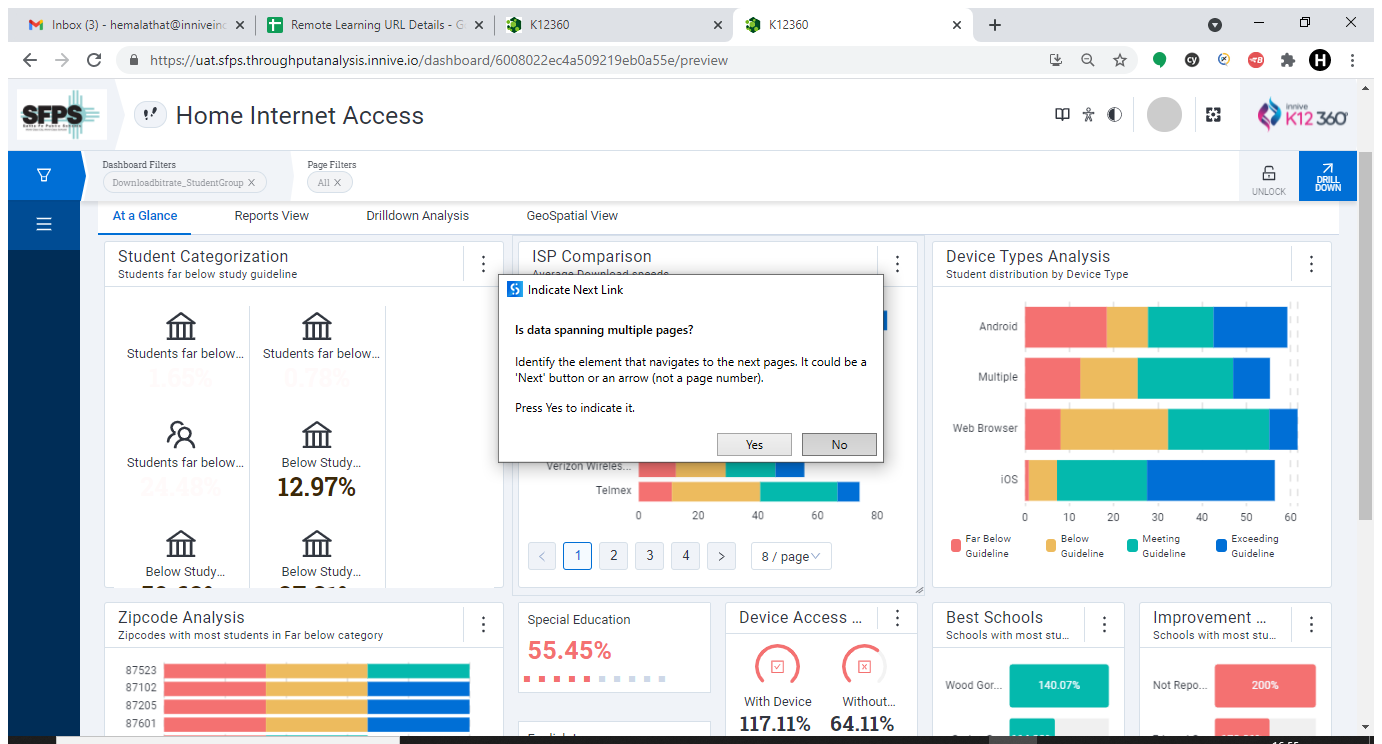 Inbox (3) - hemalathat@inniveinc
Remote Learning URL Details - G
K12360
K12360
https://uat.sfps.throughputanalysis.innive.io/dashboard/6008022ec4a509219eb0a55e/preview
cy
H
SFPS
Home Internet Access
innive
K12 360°
Dashboard Filters
Downloadbitrate_StudentGroup X
Page Filters
All X
UNLOCK
DRILL
DOWN
At a Glance Reports View Drilldown Analysis GeoSpatial View
Student Categorization
Students far below study guideline
Students far below...
1.65%
Students far below...
0.78%
Students far below...
24.48%
Below Study...
12.97%
Below Study...
Below Study...
ISP Comparison
Average Download speeds
Indicate Next Link
Is data spanning multiple pages?
Identify the element that navigates to the next pages. It could be a
'Next' button or an arrow (not a page number).
Press Yes to indicate it.
Yes No
Verizon Wireles...
Telmex
0 20 40 60 80
< 1 2 3 4 > 8 / page
Device Types Analysis
Student distribution by Device Type
Android
Multiple
Web Browser
iOS
0 10 20 30 40 50 60
Far Below
Guideline
Below
Guideline
Meeting
Guideline
Exceeding
Guideline
Zipcode Analysis
Zipcodes with most students in Far below category
87523
87102
87205
87601
Special Education
55.45%
Device Access ...
With Device
117.11%
Without...
64.11%
Best Schools
Schools with most stu...
Wood Gor...
140.07%
Improvement ...
Schools with most stu...
Not Repo...
200%